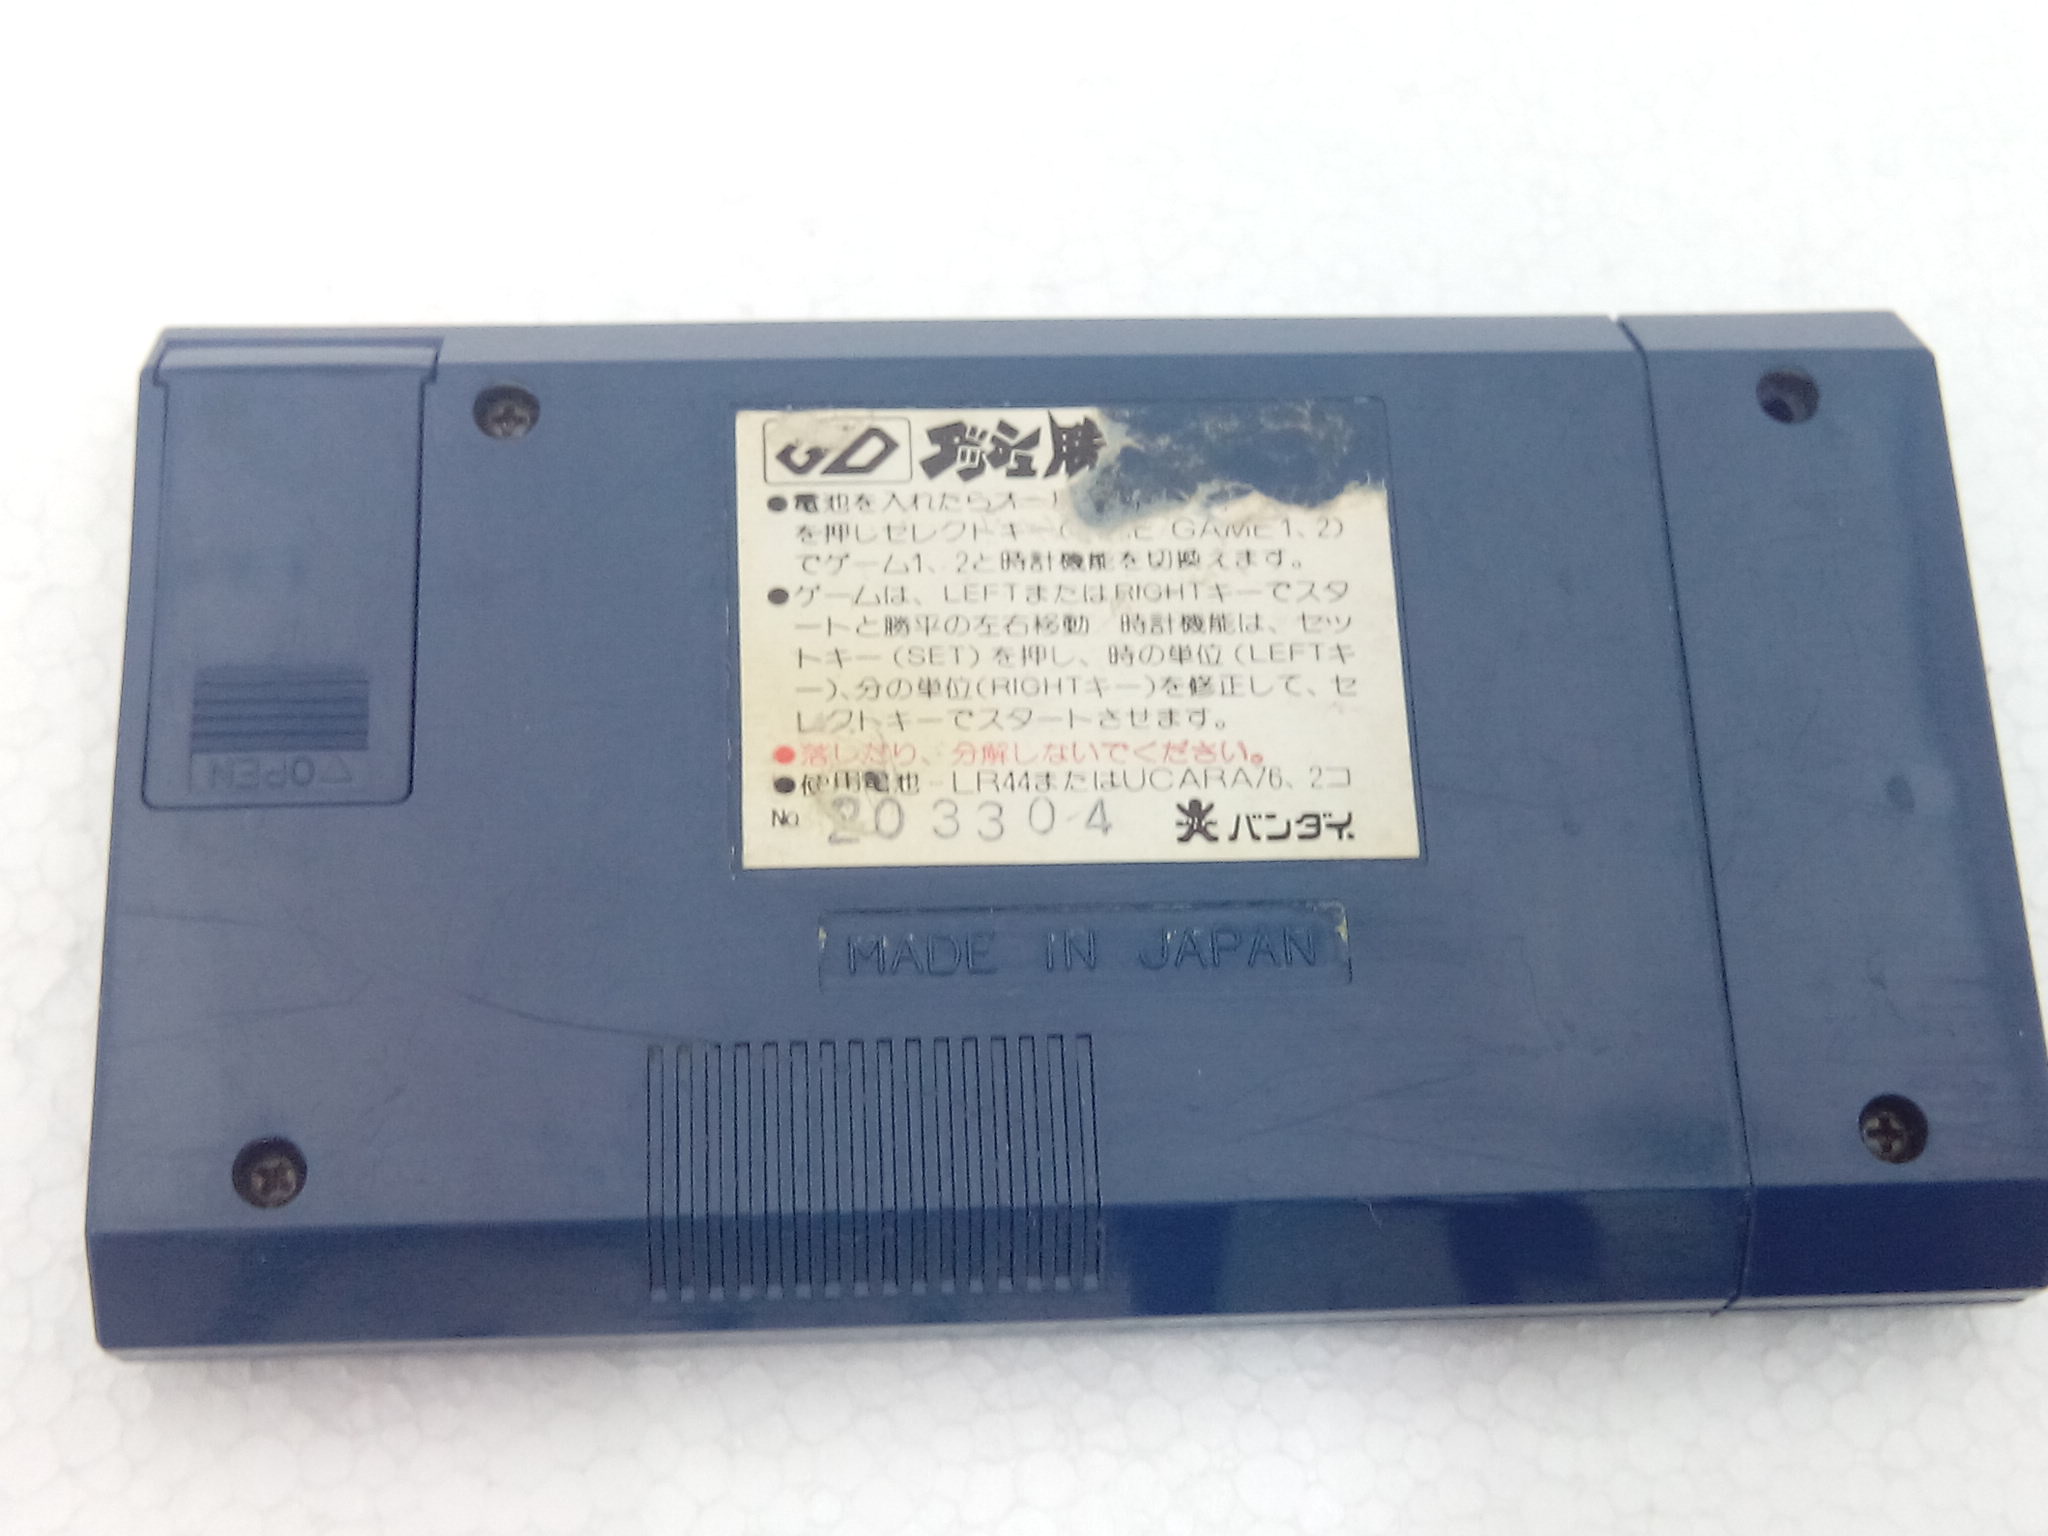 GD ダッシュ勝
●電池を入れたらオー
を押しセレクトキー( GAME1、2)
でゲーム1、2と時計機能を切換えます。
●ゲームは、LEFTまたはRIGHTキーでスタ
ートと勝平の左右移動/時計機能は、セッ
トキー(SET)を押し、時の単位(LEFTキ
ー)、分の単位(RIGHTキー)を修正して、セ
レクトキーでスタートさせます。
●落したり、分解しないでください。
●使用電池-LR44またはUCARA76、2コ
No. 203304 バンダイ
MADE IN JAPAN
▽OPEN